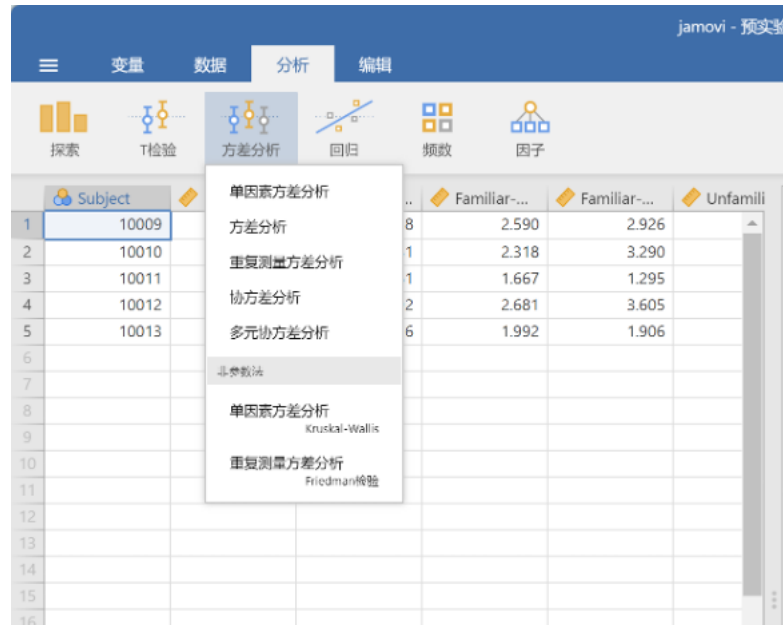 jamovi - 预实验
变量 数据 分析 编辑
探索 T检验 方差分析 回归 频数 因子
Subject .. Familiar-... Familiar-... Unfamili
单因素方差分析
1 10009 8 2.590 2.926
方差分析
2 10010 1 2.318 3.290
重复测量方差分析
3 10011 1 1.667 1.295
协方差分析
4 10012 2 2.681 3.605
多元协方差分析
5 10013 6 1.992 1.906
6
非参数法
7
8
单因素方差分析
Kruskal-Wallis
9
10
重复测量方差分析
Friedman检验
11
12
13
14
15
16